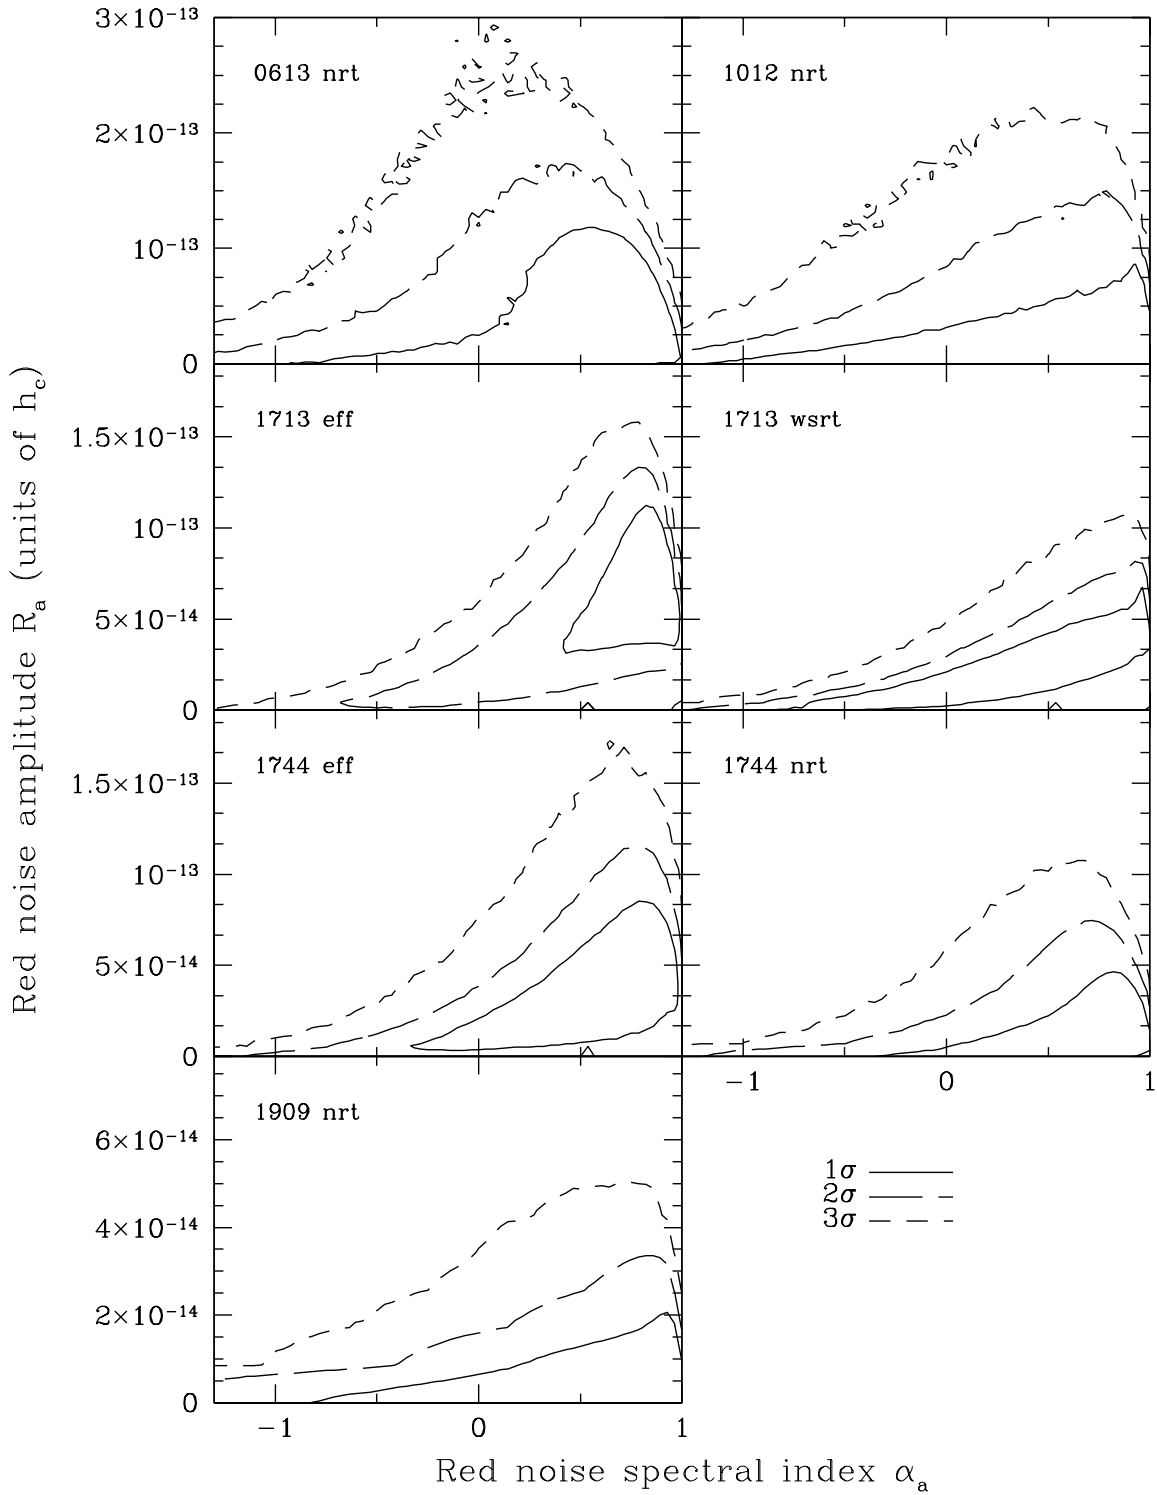 3×10⁻¹³
2×10⁻¹³
10⁻¹³
0
0613 nrt
1012 nrt
1.5×10⁻¹³
10⁻¹³
5×10⁻¹⁴
0
1713 eff
1713 wsrt
1.5×10⁻¹³
10⁻¹³
5×10⁻¹⁴
0
1744 eff
1744 nrt
−1 0 1
6×10⁻¹⁴
4×10⁻¹⁴
2×10⁻¹⁴
0
1909 nrt
1σ
2σ
3σ
−1 0 1
Red noise spectral index αₐ
Red noise amplitude Rₐ (units of h_c)